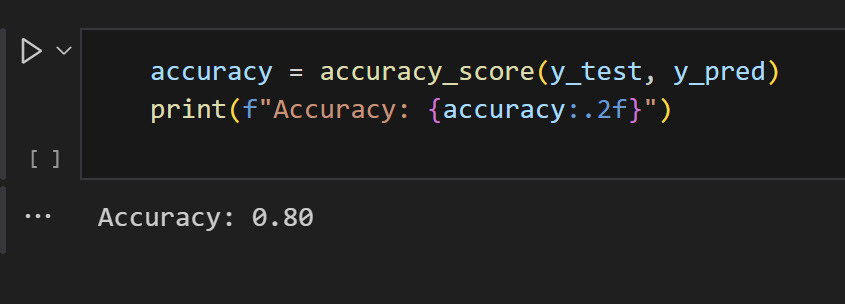 accuracy = accuracy_score(y_test, y_pred)
print(f"Accuracy: {accuracy:.2f}")
[ ]
... Accuracy: 0.80